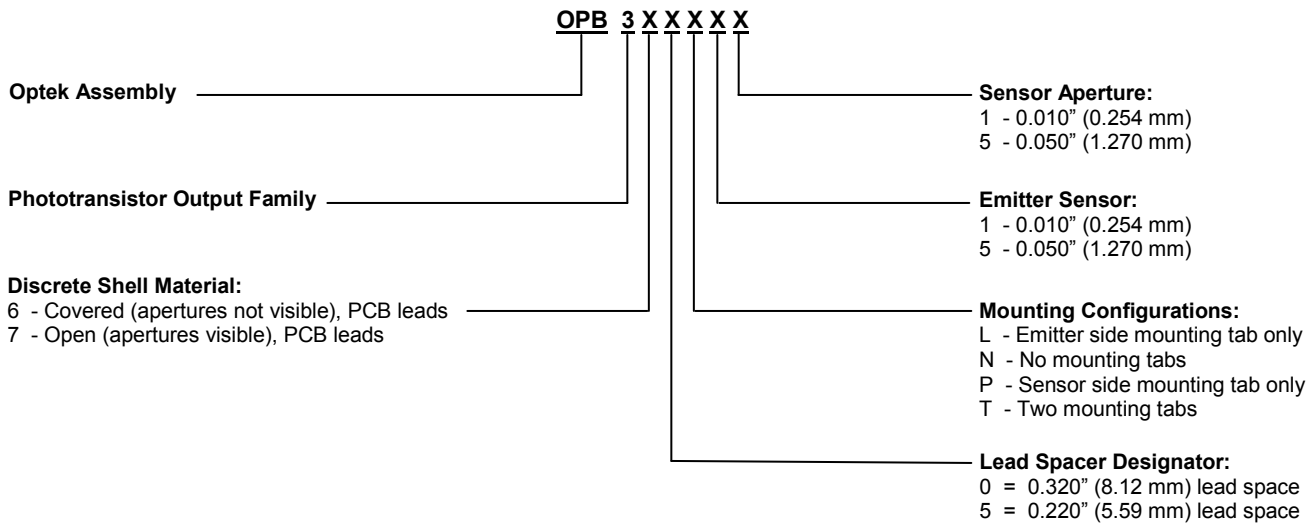 OPB 3 X X X X X
Optek Assembly
Phototransistor Output Family
Discrete Shell Material:
6 - Covered (apertures not visible), PCB leads
7 - Open (apertures visible), PCB leads
Sensor Aperture:
1 - 0.010” (0.254 mm)
5 - 0.050” (1.270 mm)
Emitter Sensor:
1 - 0.010” (0.254 mm)
5 - 0.050” (1.270 mm)
Mounting Configurations:
L - Emitter side mounting tab only
N - No mounting tabs
P - Sensor side mounting tab only
T - Two mounting tabs
Lead Spacer Designator:
0 = 0.320” (8.12 mm) lead space
5 = 0.220” (5.59 mm) lead space